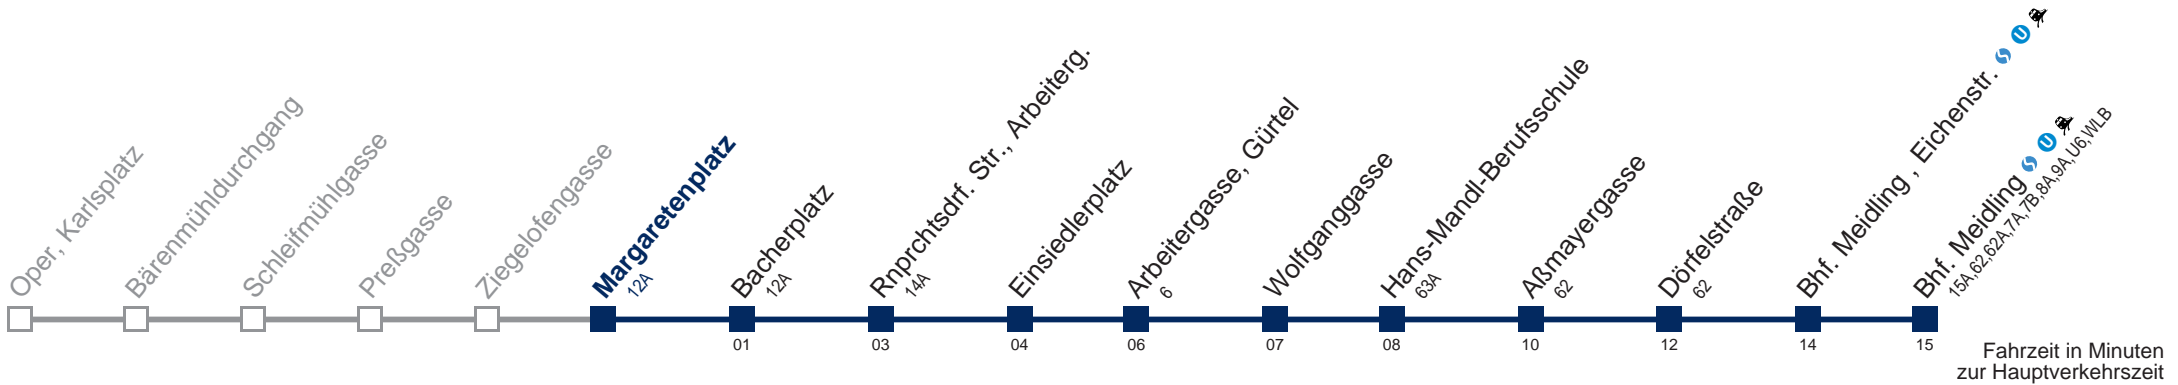 Oper, Karlsplatz
Bärenmühldurchgang
Schleifmühlgasse
Preßgasse
Ziegelofengasse
Margaretenplatz
12A
Bacherplatz
12A
Rnprchtsdrf. Str., Arbeiterg.
14A
Einsiedlerplatz
Arbeitergasse, Gürtel
6
Wolfganggasse
Hans-Mandl-Berufsschule
63A
Aßmayergasse
62
Dörfelstraße
62
Bhf. Meidling , Eichenstr. S U
Bhf. Meidling S U
15A,62,62A,7A,7B,8A,9A,U6,WLB
01 03 04 06 07 08 10 12 14 15
Fahrzeit in Minuten
zur Hauptverkehrszeit